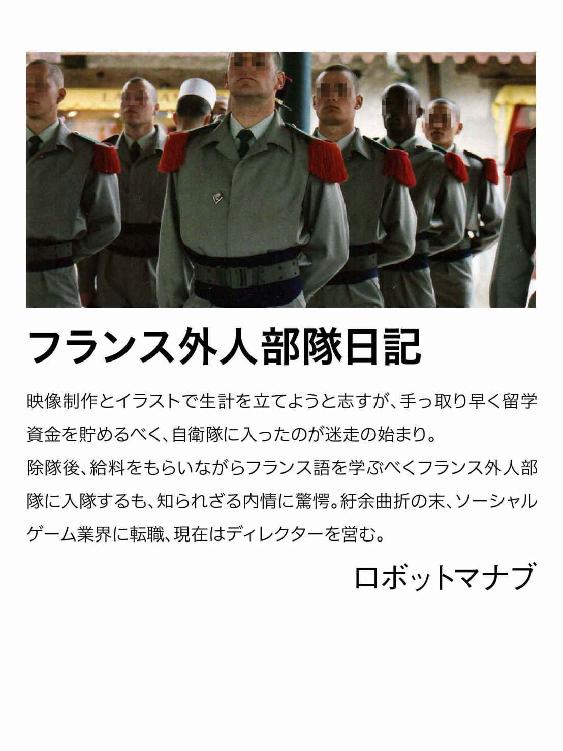 フランス外人部隊日記
映像制作とイラストで生計を立てようと志すが、手っ取り早く留学
資金を貯めるべく、自衛隊に入ったのが迷走の始まり。
除隊後、給料をもらいながらフランス語を学ぶべくフランス外人部
隊に入隊するも、知られざる内情に驚愕。紆余曲折の末、ソーシャル
ゲーム業界に転職、現在はディレクターを営む。
ロボットマナブ